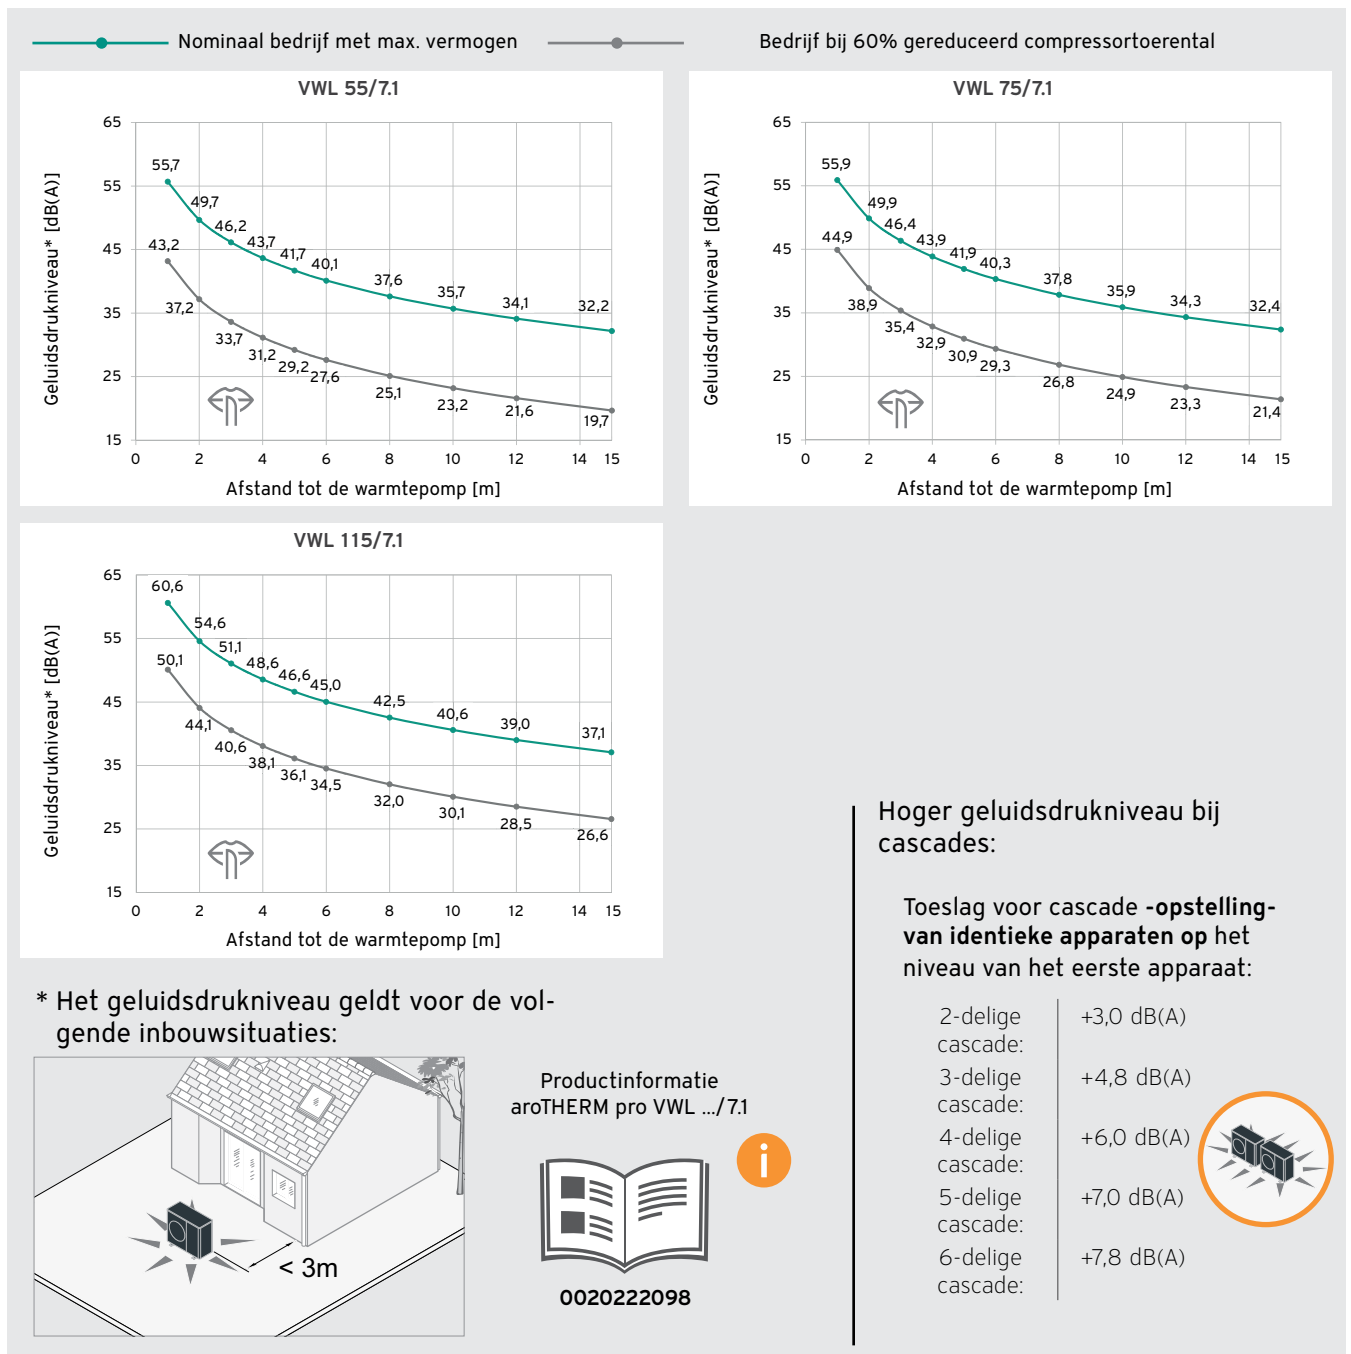 Nominaal bedrijf met max. vermogen
Bedrijf bij 60% gereduceerd compressortoerental
VWL 55/7.1
Geluidsdrukniveau* [dB(A)]
65
55
45
35
25
15
55,7
49,7
46,2
43,7
41,7
40,1
37,6
35,7
34,1
32,2
43,2
37,2
33,7
31,2
29,2
27,6
25,1
23,2
21,6
19,7
0 2 4 6 8 10 12 14 15
Afstand tot de warmtepomp [m]
VWL 75/7.1
Geluidsdrukniveau* [dB(A)]
65
55
45
35
25
15
55,9
49,9
46,4
43,9
41,9
40,3
37,8
35,9
34,3
32,4
44,9
38,9
35,4
32,9
30,9
29,3
26,8
24,9
23,3
21,4
0 2 4 6 8 10 12 14 15
Afstand tot de warmtepomp [m]
VWL 115/7.1
Geluidsdrukniveau* [dB(A)]
65
55
45
35
25
15
60,6
54,6
51,1
48,6
46,6
45,0
42,5
40,6
39,0
37,1
50,1
44,1
40,6
38,1
36,1
34,5
32,0
30,1
28,5
26,6
0 2 4 6 8 10 12 14 15
Afstand tot de warmtepomp [m]
* Het geluidsdrukniveau geldt voor de vol-
gende inbouwsituaties:
< 3m
Productinformatie
aroTHERM pro VWL .../7.1
i
0020222098
Hoger geluidsdrukniveau bij
cascades:
Toeslag voor cascade -opstelling-
van identieke apparaten op het
niveau van het eerste apparaat:
2-delige +3,0 dB(A)
cascade:
3-delige +4,8 dB(A)
cascade:
4-delige +6,0 dB(A)
cascade:
5-delige +7,0 dB(A)
cascade:
6-delige +7,8 dB(A)
cascade: